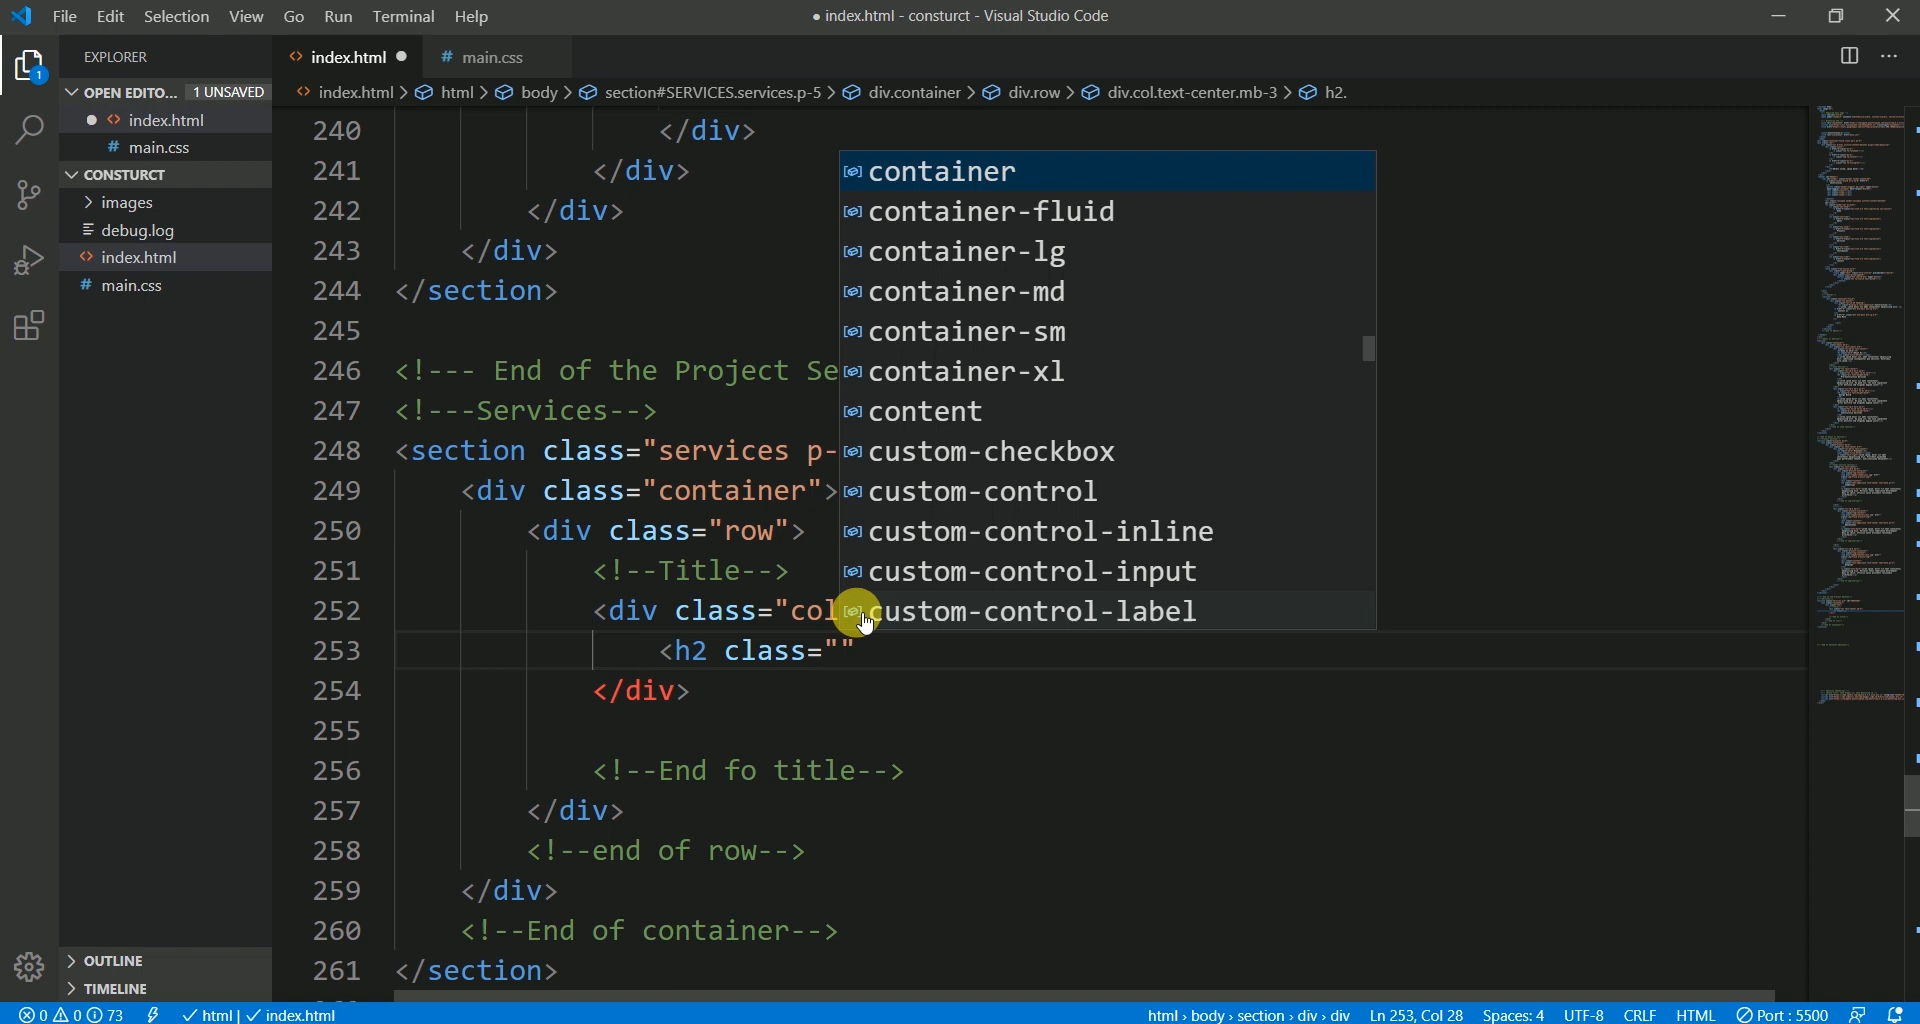 File Edit Selection View Go Run Terminal Help
● index.html - consturct - Visual Studio Code
EXPLORER
index.html ●
# main.css
OPEN EDITO... 1 UNSAVED
index.html > html > body > section#SERVICES.services.p-5 > div.container > div.row > div.col.text-center.mb-3 > h2.
● index.html
# main.css
CONSTURCT
images
debug.log
index.html
# main.css
240 </div>
241 </div>
242 </div>
243 </div>
244 </section>
245
246 <!--- End of the Project Se
247 <!---Services-->
248 <section class="services p-
249 <div class="container">
250 <div class="row">
251 <!--Title-->
252 <div class="col
253 <h2 class=""
254 </div>
255
256 <!--End fo title-->
257 </div>
258 <!--end of row-->
259 </div>
260 <!--End of container-->
261 </section>
container
container-fluid
container-lg
container-md
container-sm
container-xl
content
custom-checkbox
custom-control
custom-control-inline
custom-control-input
custom-control-label
OUTLINE
TIMELINE
1
0 0 73 html | index.html
html > body > section > div > div Ln 253, Col 28 Spaces: 4 UTF-8 CRLF HTML Port : 5500